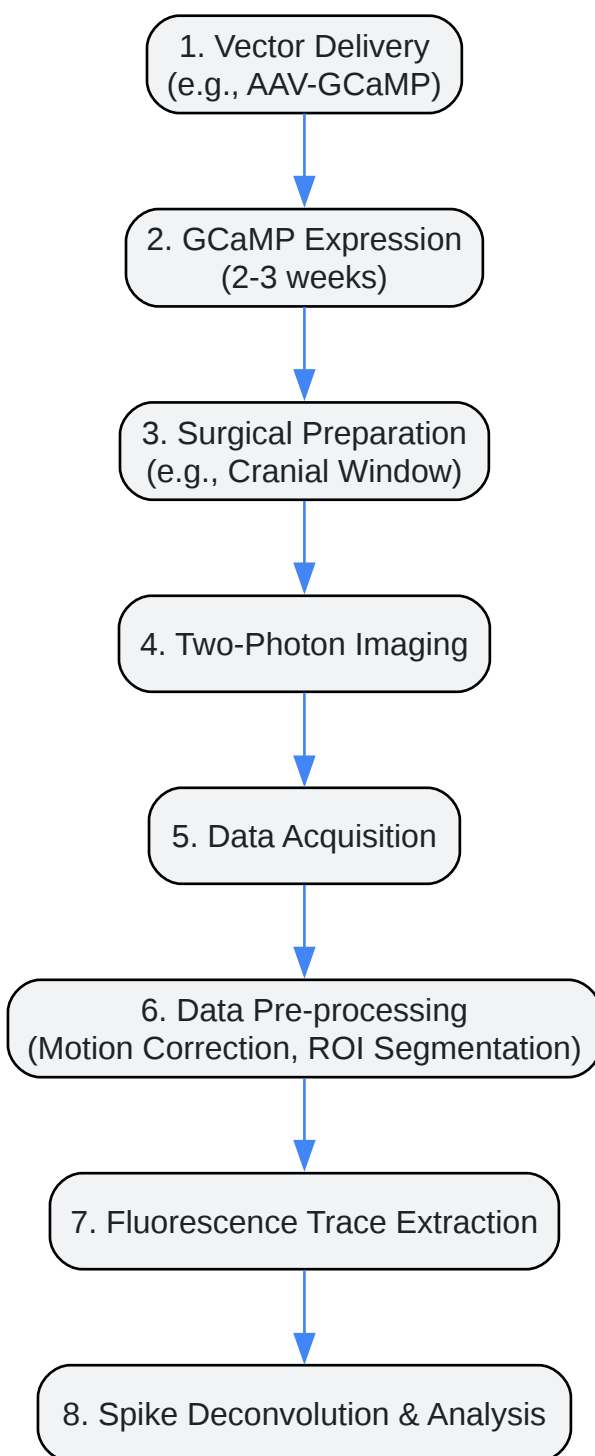 1. Vector Delivery
(e.g., AAV-GCaMP)
2. GCaMP Expression
(2-3 weeks)
3. Surgical Preparation
(e.g., Cranial Window)
4. Two-Photon Imaging
5. Data Acquisition
6. Data Pre-processing
(Motion Correction, ROI Segmentation)
7. Fluorescence Trace Extraction
8. Spike Deconvolution & Analysis